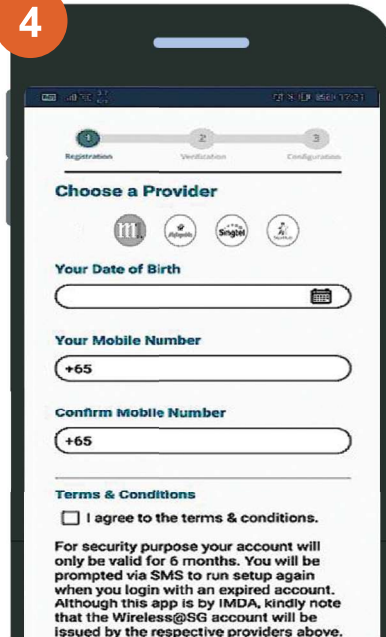 4
1 2 3
Registration Verification Configuration
Choose a Provider
m Singtel
Your Date of Birth
Your Mobile Number
+65
Confirm Mobile Number
+65
Terms & Conditions
I agree to the terms & conditions.
For security purpose your account will
only be valid for 6 months. You will be
prompted via SMS to run setup again
when you login with an expired account.
Although this app is by IMDA, kindly note
that the Wireless@SG account will be
issued by the respective providers above.